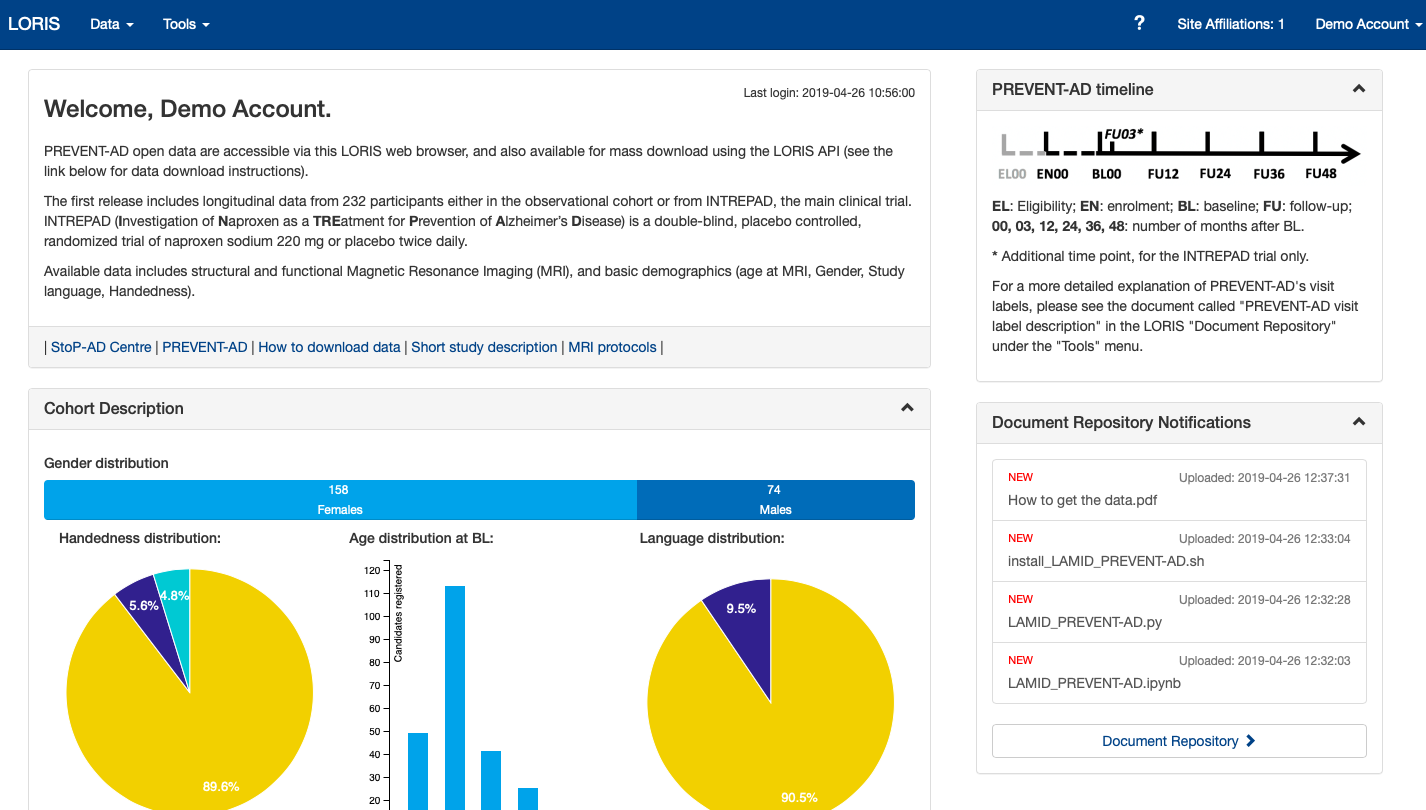 LORIS Data Tools ? Site Affiliations: 1 Demo Account
Welcome, Demo Account.
Last login: 2019-04-26 10:56:00
PREVENT-AD open data are accessible via this LORIS web browser, and also available for mass download using the LORIS API (see the
link below for data download instructions).
The first release includes longitudinal data from 232 participants either in the observational cohort or from INTREPAD, the main clinical trial.
INTREPAD (Investigation of Naproxen as a TREatment for Prevention of Alzheimer's Disease) is a double-blind, placebo controlled,
randomized trial of naproxen sodium 220 mg or placebo twice daily.
Available data includes structural and functional Magnetic Resonance Imaging (MRI), and basic demographics (age at MRI, Gender, Study
language, Handedness).
| StoP-AD Centre | PREVENT-AD | How to download data | Short study description | MRI protocols |
Cohort Description
Gender distribution
158
Females
74
Males
Handedness distribution:
5.6%
4.8%
89.6%
Age distribution at BL:
Candidates registered
120
110
100
90
80
70
60
50
40
30
20
Language distribution:
9.5%
90.5%
PREVENT-AD timeline
FU03*
EL00 EN00 BL00 FU12 FU24 FU36 FU48
EL: Eligibility; EN: enrolment; BL: baseline; FU: follow-up;
00, 03, 12, 24, 36, 48: number of months after BL.
* Additional time point, for the INTREPAD trial only.
For a more detailed explanation of PREVENT-AD's visit
labels, please see the document called "PREVENT-AD visit
label description" in the LORIS "Document Repository"
under the "Tools" menu.
Document Repository Notifications
NEW Uploaded: 2019-04-26 12:37:31
How to get the data.pdf
NEW Uploaded: 2019-04-26 12:33:04
install_LAMID_PREVENT-AD.sh
NEW Uploaded: 2019-04-26 12:32:28
LAMID_PREVENT-AD.py
NEW Uploaded: 2019-04-26 12:32:03
LAMID_PREVENT-AD.ipynb
Document Repository